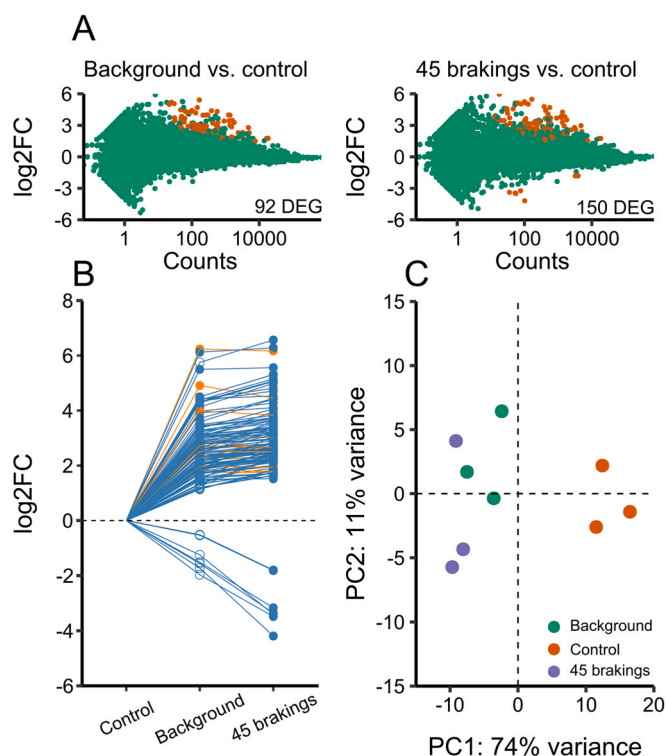 A
Background vs. control
45 brakings vs. control
log2FC
6
3
0
-3
-6
92 DEG
1
100
10000
Counts
log2FC
6
3
0
-3
-6
150 DEG
1
100
10000
Counts
B
log2FC
8
6
4
2
0
-2
-4
-6
Control
Background
45 brakings
C
PC2: 11% variance
15
10
5
0
-5
-10
-15
Background
Control
45 brakings
-10
0
10
20
PC1: 74% variance